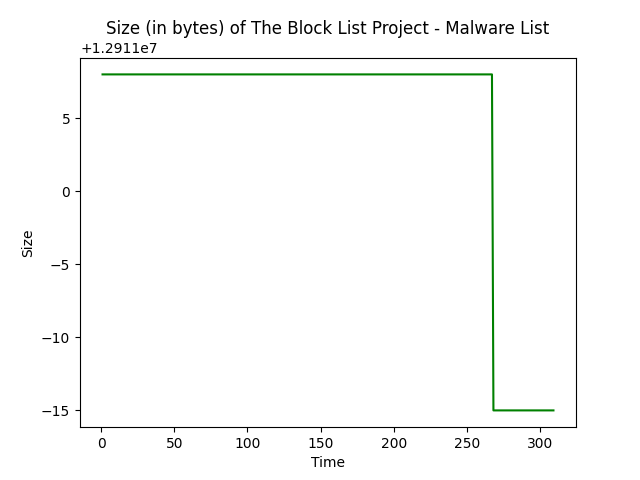 Size (in bytes) of The Block List Project - Malware List
+1.2911e7
5
0
−5
−10
−15
Size
0 50 100 150 200 250 300
Time